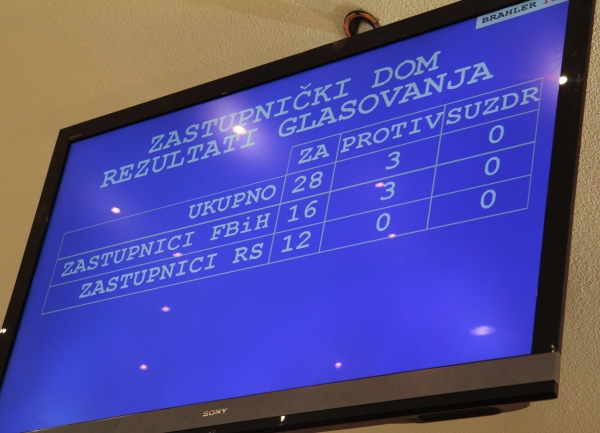 BRAHLER
ZASTUPNIČKI DOM
REZULTATI GLASOVANJA
ZA PROTIV SUZDR
UKUPNO 28 3 0
ZASTUPNICI FBiH 16 3 0
ZASTUPNICI RS 12 0 0
SONY